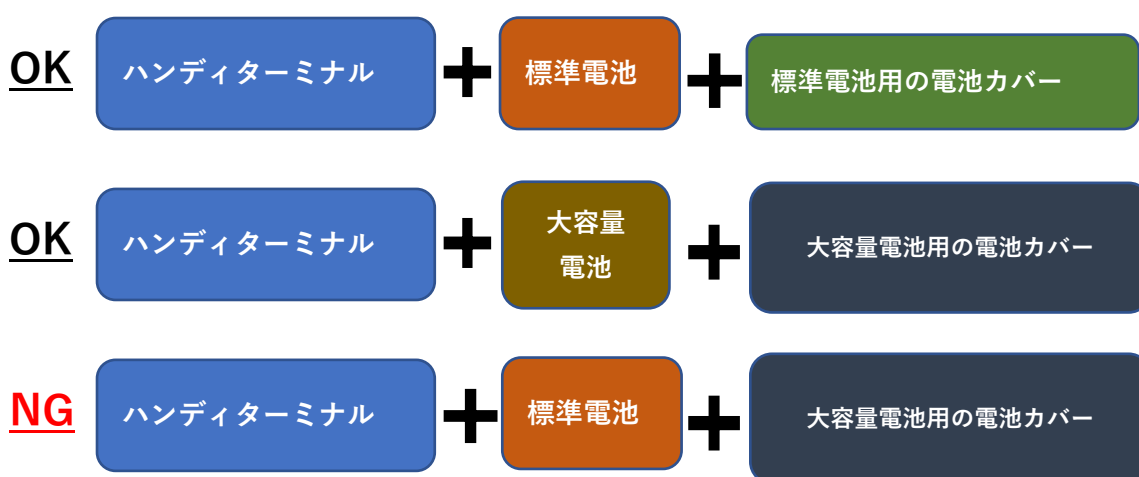 OK ハンディターミナル + 標準電池 + 標準電池用の電池カバー
OK ハンディターミナル + 大容量
電池 + 大容量電池用の電池カバー
NG ハンディターミナル + 標準電池 + 大容量電池用の電池カバー